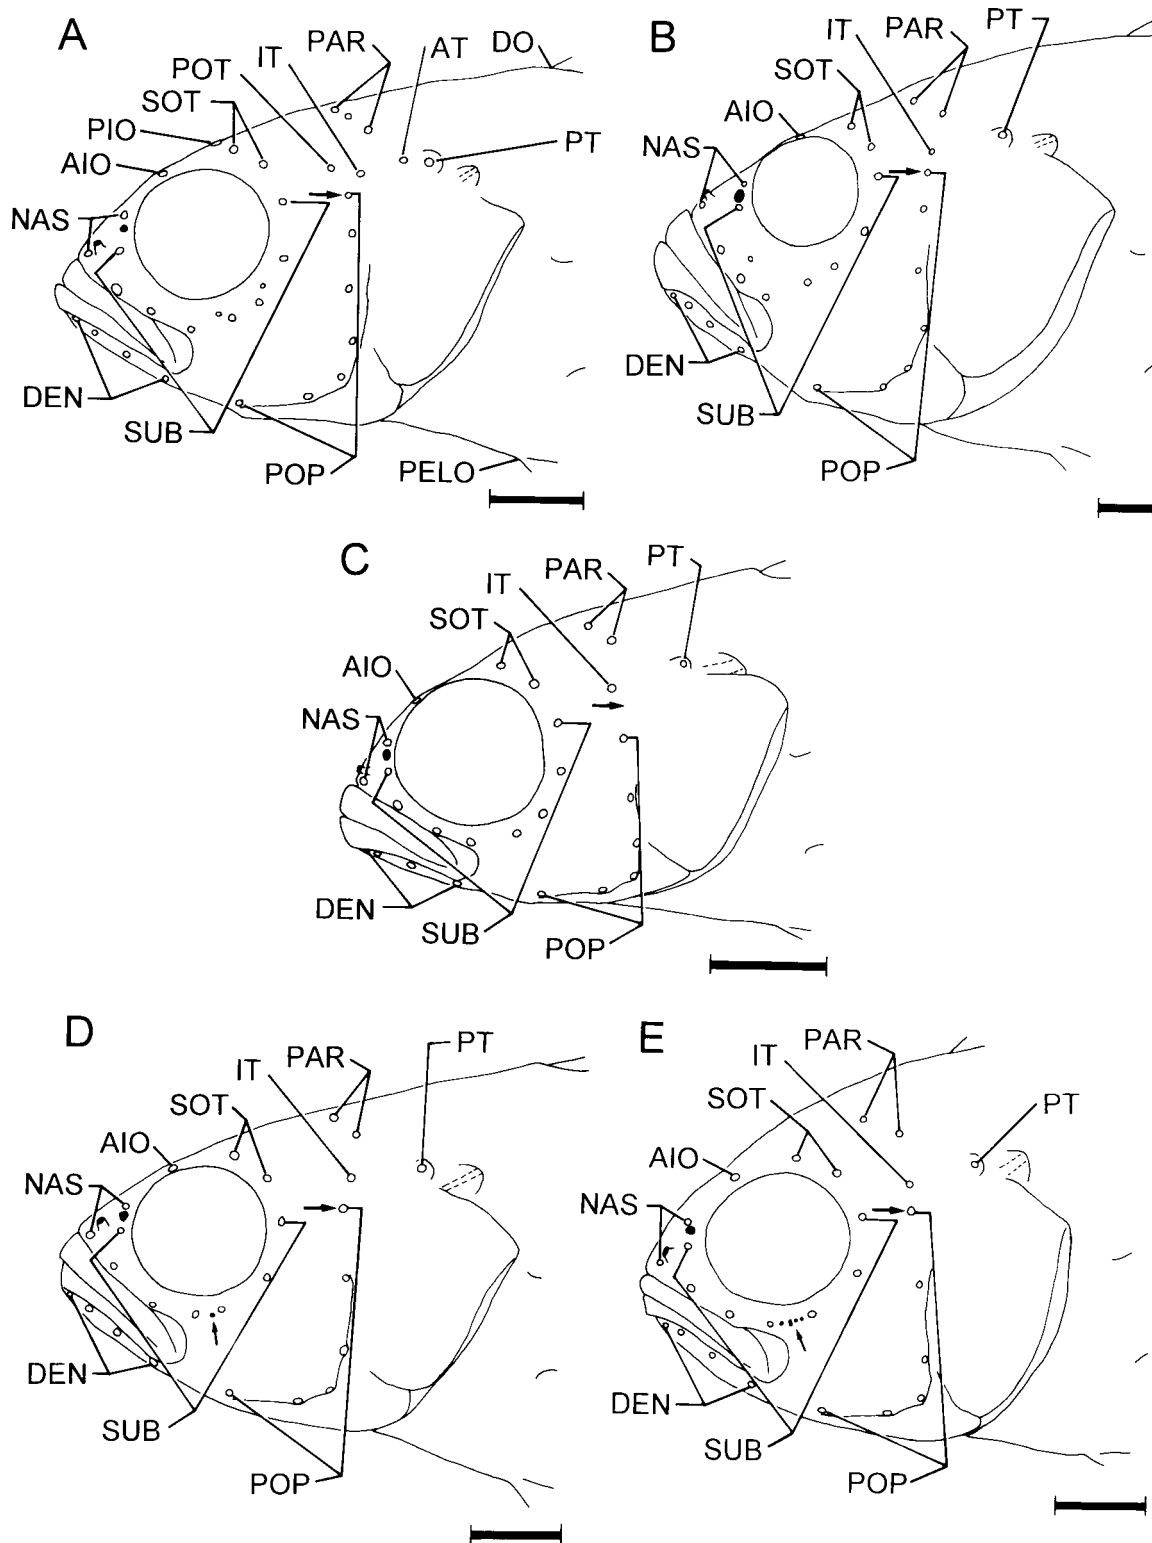 A
PAR
AT
DO
IT
POT
SOT
PIO
AIO
PT
NAS
DEN
SUB
POP
PELO
B
PT
IT
PAR
SOT
AIO
NAS
DEN
SUB
POP
C
PT
PAR
IT
SOT
AIO
NAS
DEN
SUB
POP
D
PT
PAR
IT
SOT
AIO
NAS
DEN
SUB
POP
E
PAR
IT
SOT
PT
AIO
NAS
DEN
SUB
POP